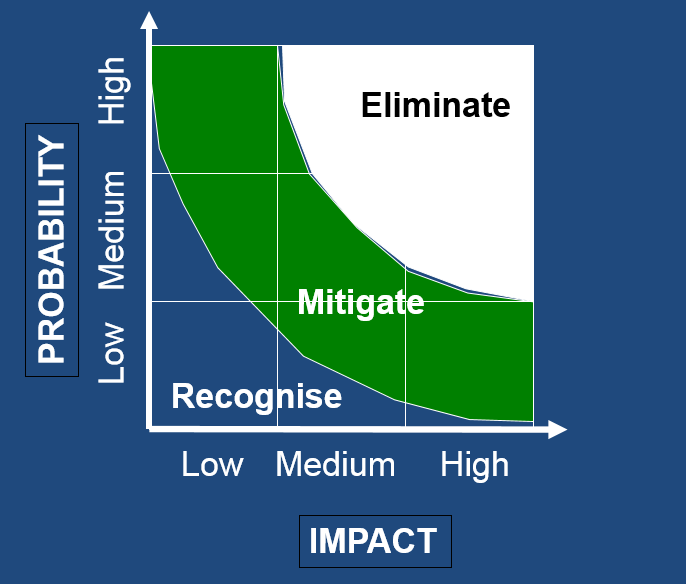 PROBABILITY
High
Medium
Low
Eliminate
Mitigate
Recognise
Low Medium High
IMPACT